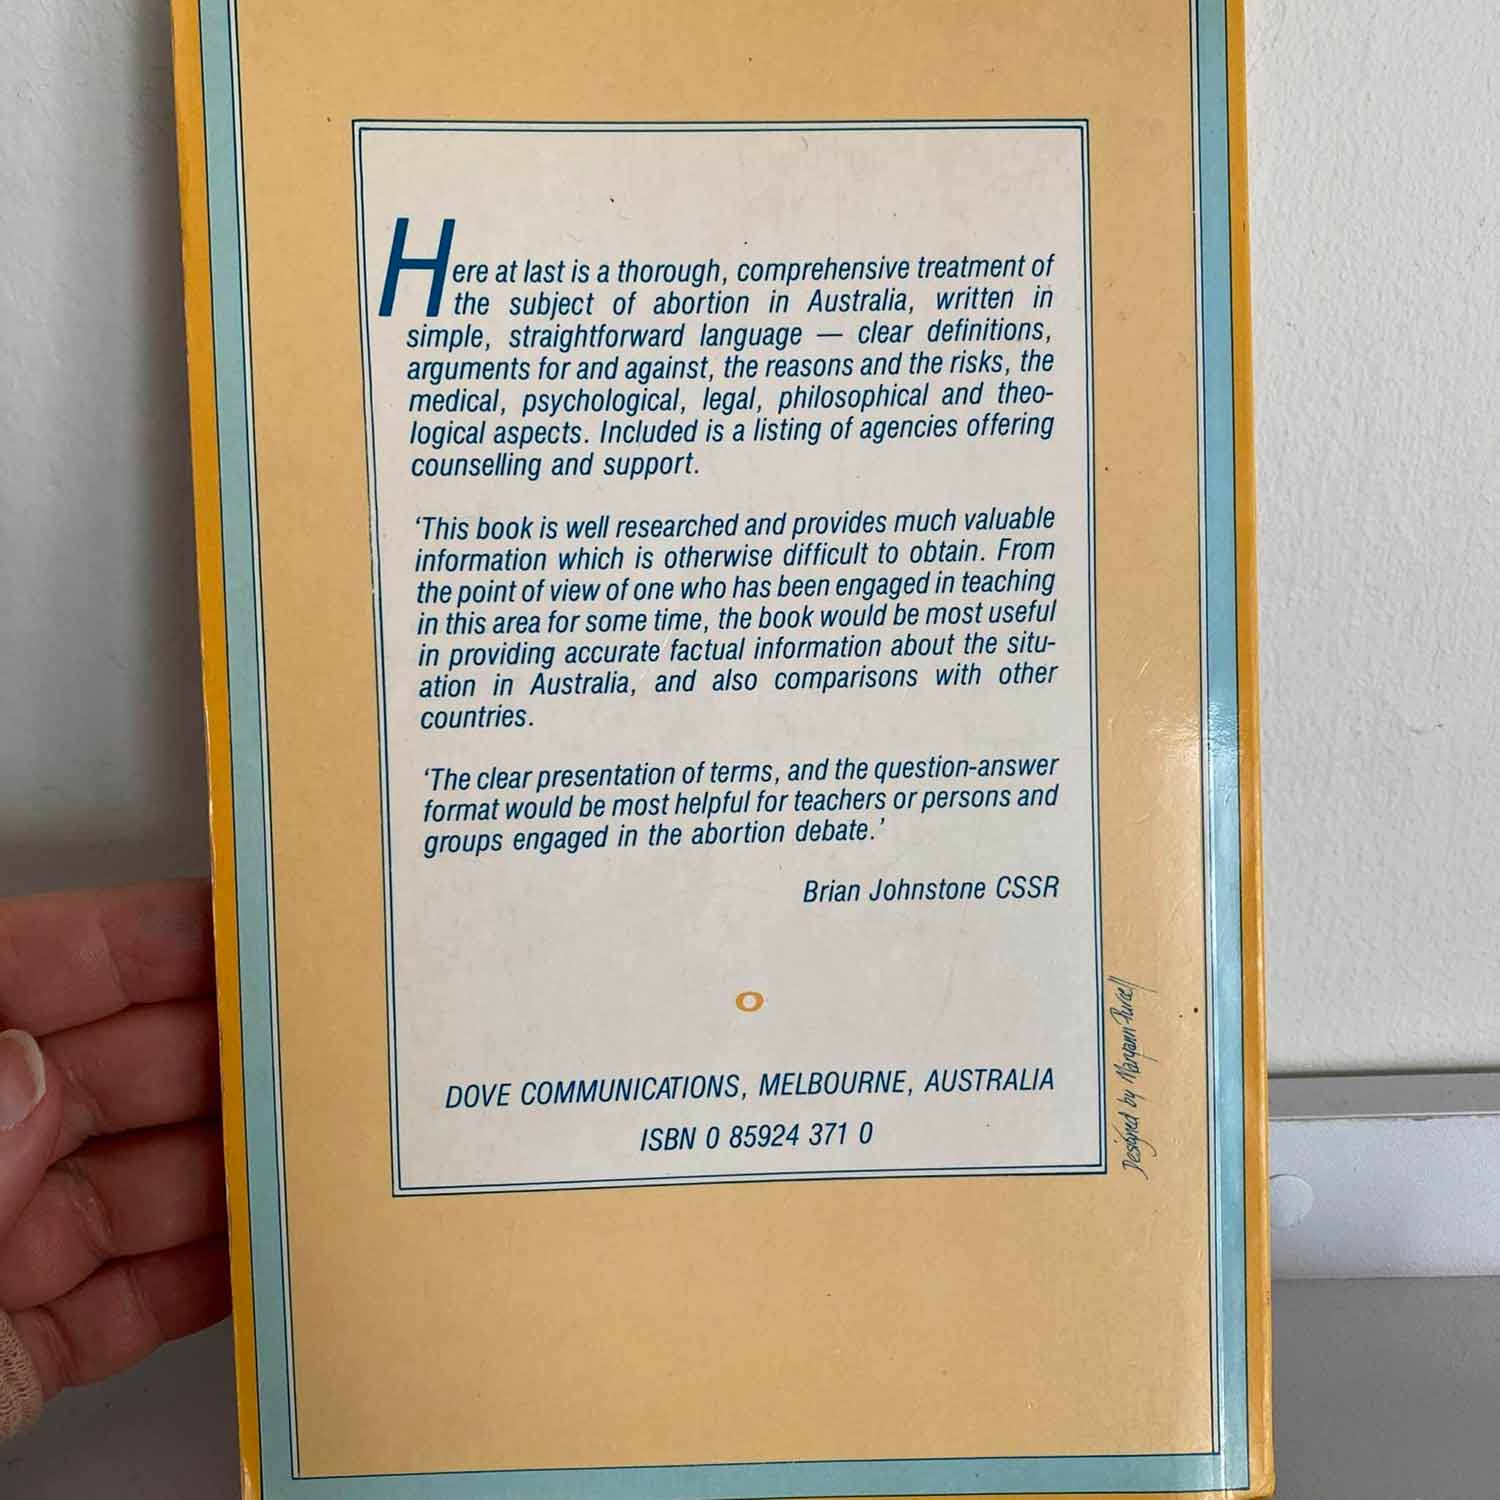 Here at last is a thorough, comprehensive treatment of
the subject of abortion in Australia, written in
simple, straightforward language — clear definitions,
arguments for and against, the reasons and the risks, the
medical, psychological, legal, philosophical and theo-
logical aspects. Included is a listing of agencies offering
counselling and support.
‘This book is well researched and provides much valuable
information which is otherwise difficult to obtain. From
the point of view of one who has been engaged in teaching
in this area for some time, the book would be most useful
in providing accurate factual information about the situ-
ation in Australia, and also comparisons with other
countries.
‘The clear presentation of terms, and the question-answer
format would be most helpful for teachers or persons and
groups engaged in the abortion debate.’
Brian Johnstone CSSR
O
DOVE COMMUNICATIONS, MELBOURNE, AUSTRALIA
ISBN 0 85924 371 0
Designed by Maryann Purcell